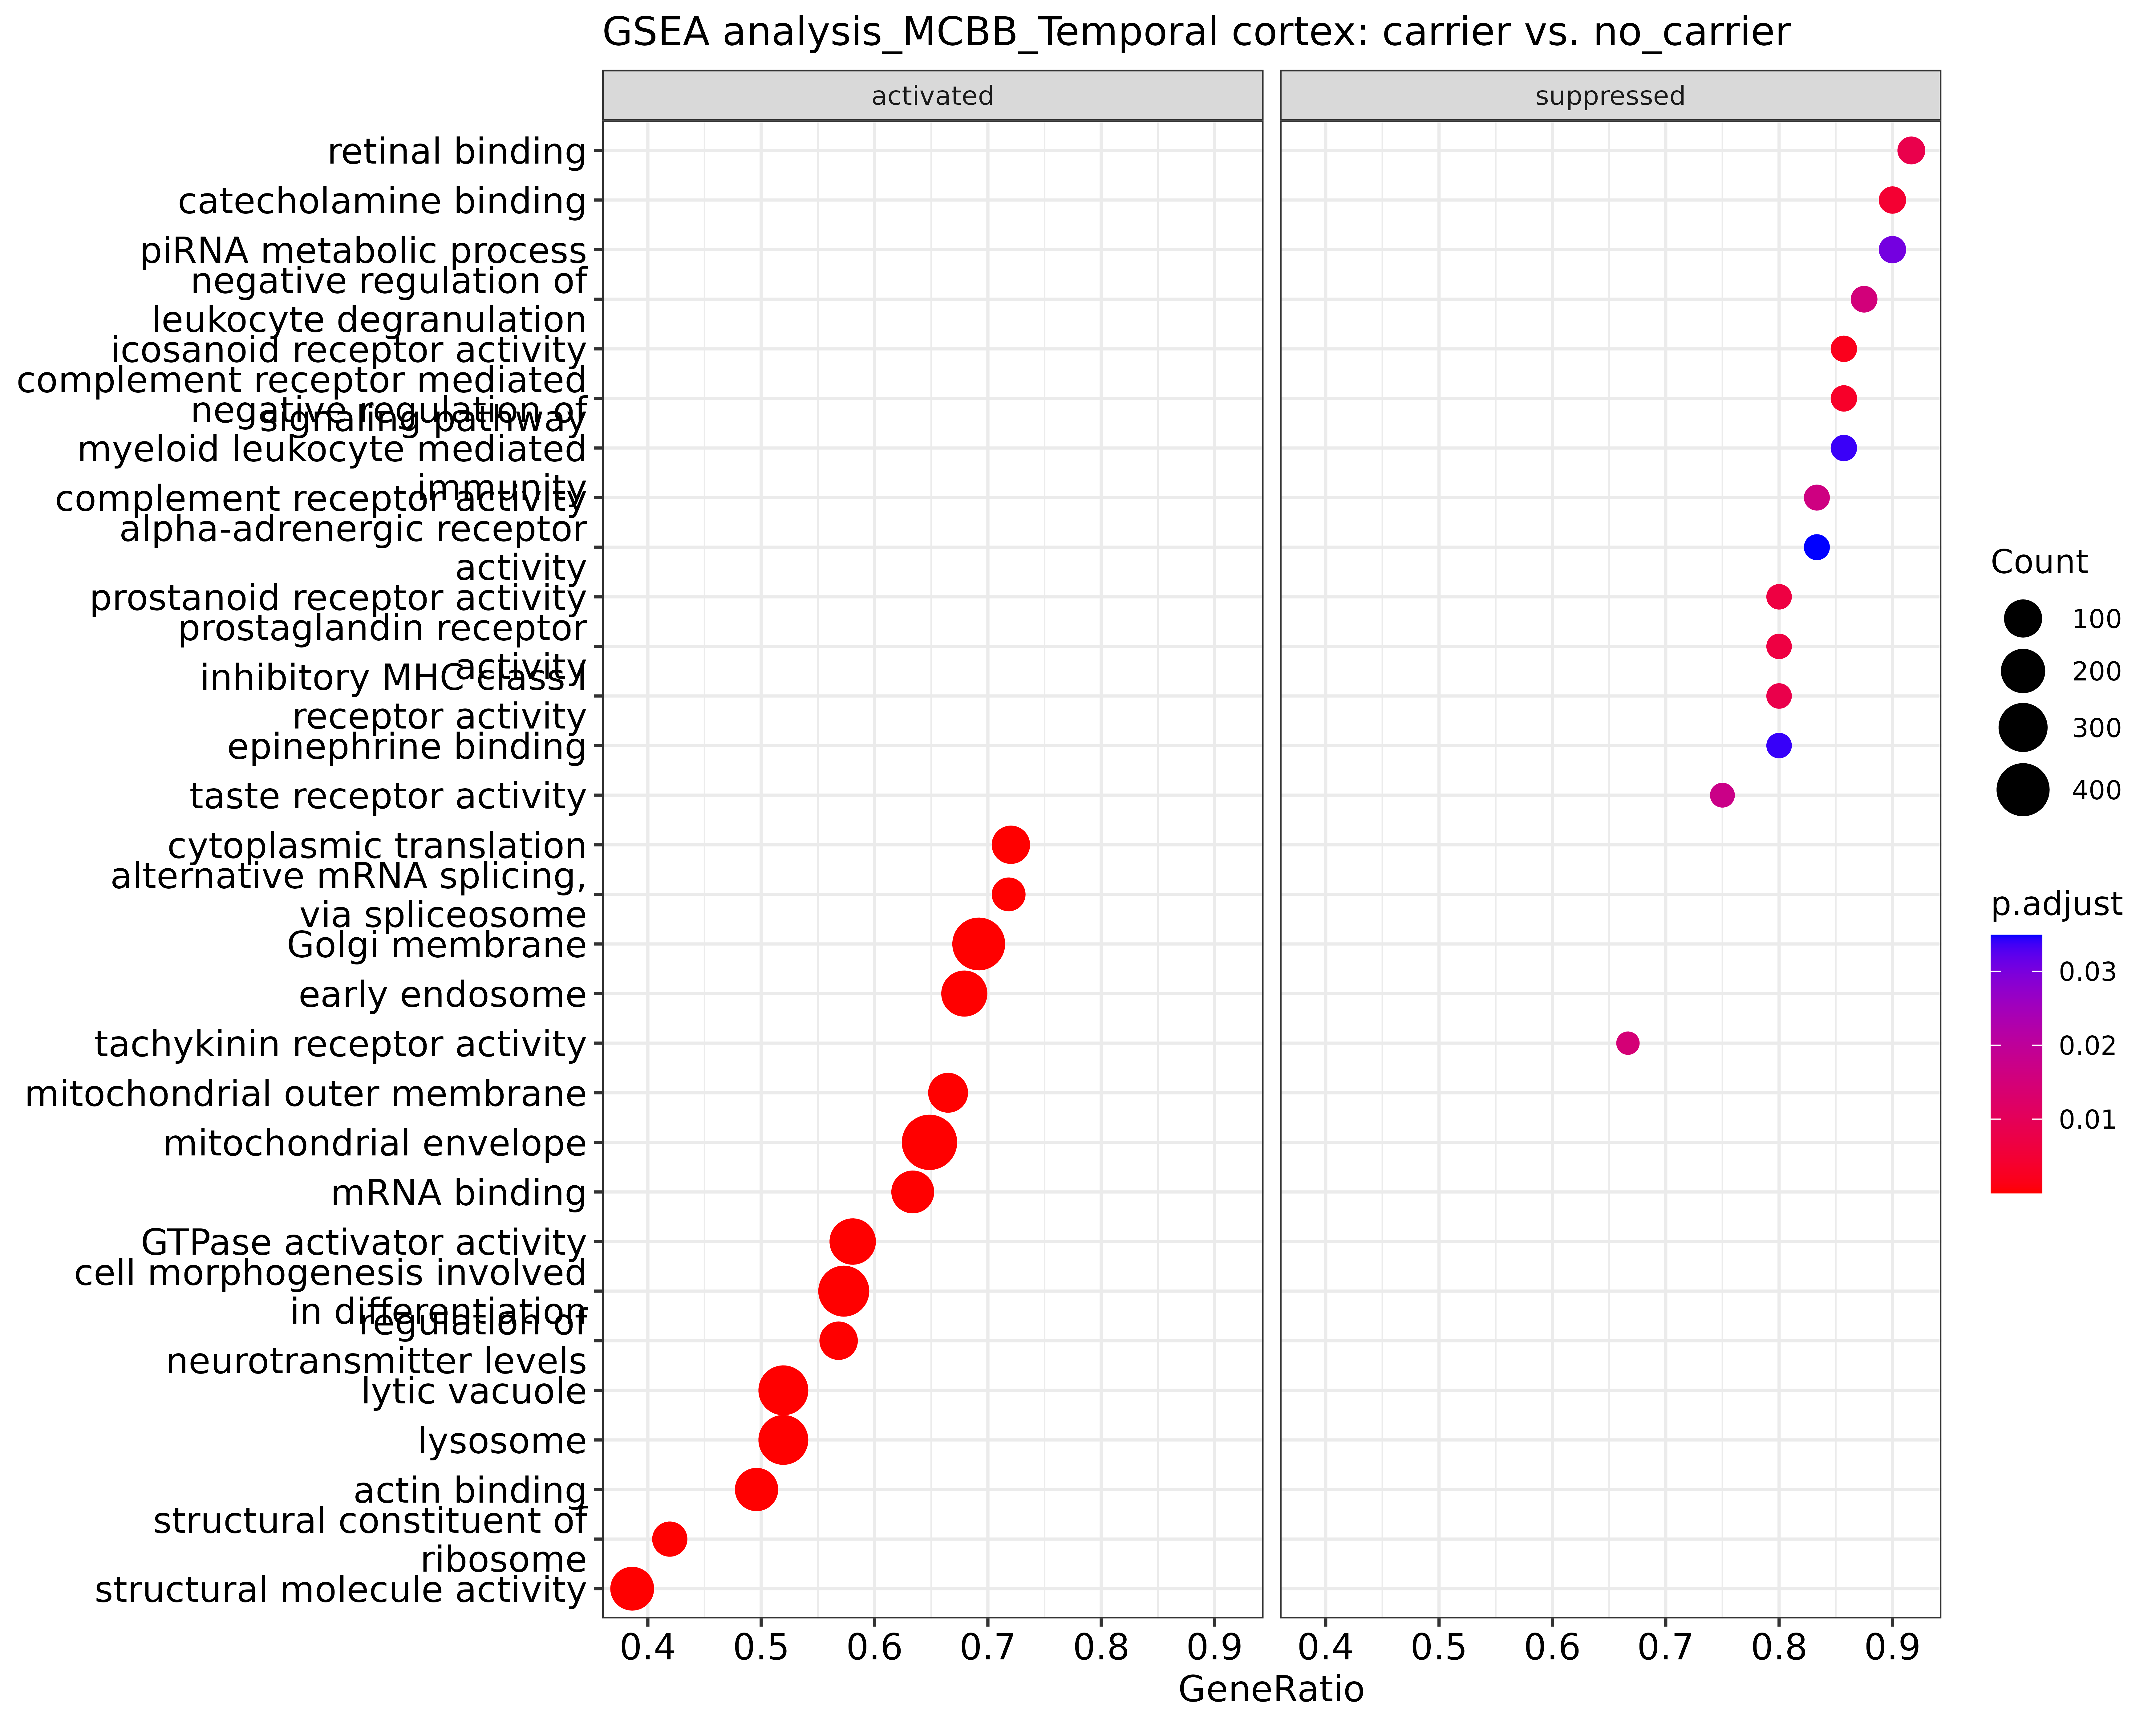 GSEA analysis_MCBB_Temporal cortex: carrier vs. no_carrier
activated
suppressed
retinal binding
catecholamine binding
piRNA metabolic process
negative regulation of
leukocyte degranulation
icosanoid receptor activity
complement receptor mediated
signaling pathway
negative regulation of
myeloid leukocyte mediated
immunity
complement receptor activity
alpha-adrenergic receptor
activity
prostanoid receptor activity
prostaglandin receptor
activity
inhibitory MHC class I
receptor activity
epinephrine binding
taste receptor activity
cytoplasmic translation
alternative mRNA splicing,
via spliceosome
Golgi membrane
early endosome
tachykinin receptor activity
mitochondrial outer membrane
mitochondrial envelope
mRNA binding
GTPase activator activity
cell morphogenesis involved
in differentiation
regulation of
neurotransmitter levels
lytic vacuole
lysosome
actin binding
structural constituent of
ribosome
structural molecule activity
0.4 0.5 0.6 0.7 0.8 0.9
0.4 0.5 0.6 0.7 0.8 0.9
GeneRatio
Count
100
200
300
400
p.adjust
0.03
0.02
0.01